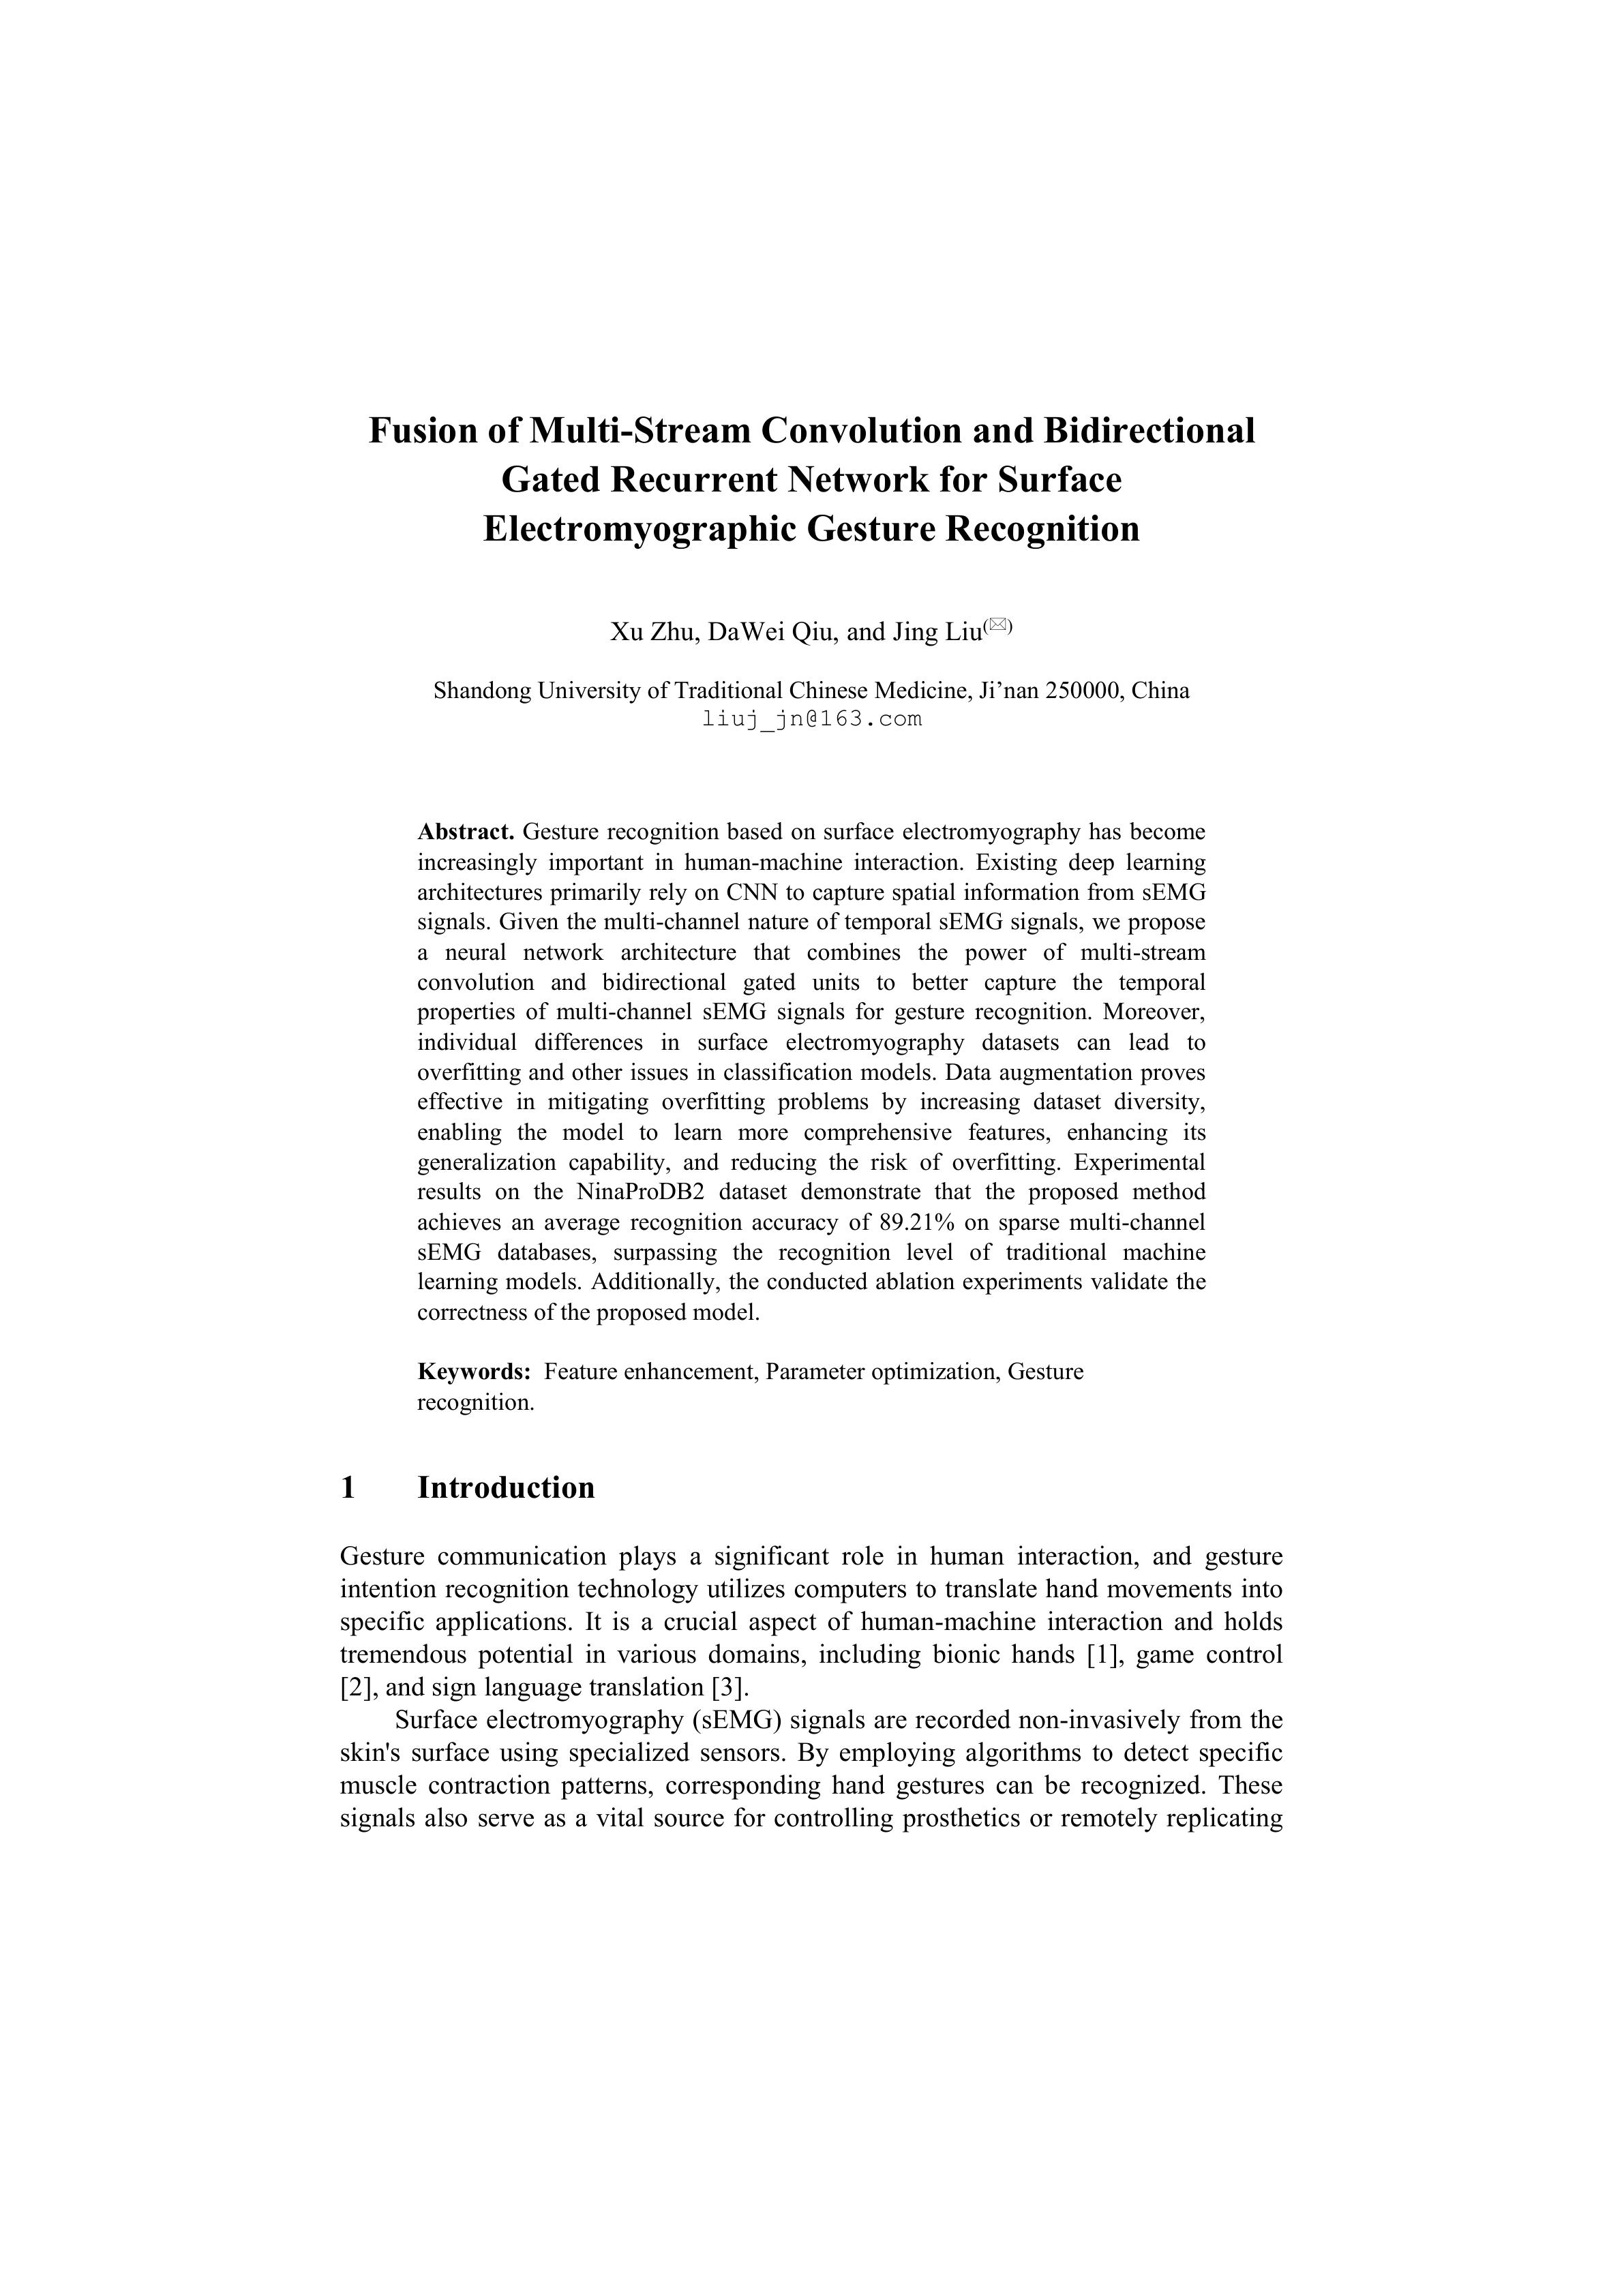 Fusion of Multi-Stream Convolution and Bidirectional
Gated Recurrent Network for Surface
Electromyographic Gesture Recognition
Xu Zhu, DaWei Qiu, and Jing Liu(✉)
Shandong University of Traditional Chinese Medicine, Ji’nan 250000, China
liuj_jn@163.com
Abstract. Gesture recognition based on surface electromyography has become
increasingly important in human-machine interaction. Existing deep learning
architectures primarily rely on CNN to capture spatial information from sEMG
signals. Given the multi-channel nature of temporal sEMG signals, we propose
a neural network architecture that combines the power of multi-stream
convolution and bidirectional gated units to better capture the temporal
properties of multi-channel sEMG signals for gesture recognition. Moreover,
individual differences in surface electromyography datasets can lead to
overfitting and other issues in classification models. Data augmentation proves
effective in mitigating overfitting problems by increasing dataset diversity,
enabling the model to learn more comprehensive features, enhancing its
generalization capability, and reducing the risk of overfitting. Experimental
results on the NinaProDB2 dataset demonstrate that the proposed method
achieves an average recognition accuracy of 89.21% on sparse multi-channel
sEMG databases, surpassing the recognition level of traditional machine
learning models. Additionally, the conducted ablation experiments validate the
correctness of the proposed model.
Keywords: Feature enhancement, Parameter optimization, Gesture
recognition.
1 Introduction
Gesture communication plays a significant role in human interaction, and gesture
intention recognition technology utilizes computers to translate hand movements into
specific applications. It is a crucial aspect of human-machine interaction and holds
tremendous potential in various domains, including bionic hands [1], game control
[2], and sign language translation [3].
Surface electromyography (sEMG) signals are recorded non-invasively from the
skin's surface using specialized sensors. By employing algorithms to detect specific
muscle contraction patterns, corresponding hand gestures can be recognized. These
signals also serve as a vital source for controlling prosthetics or remotely replicating